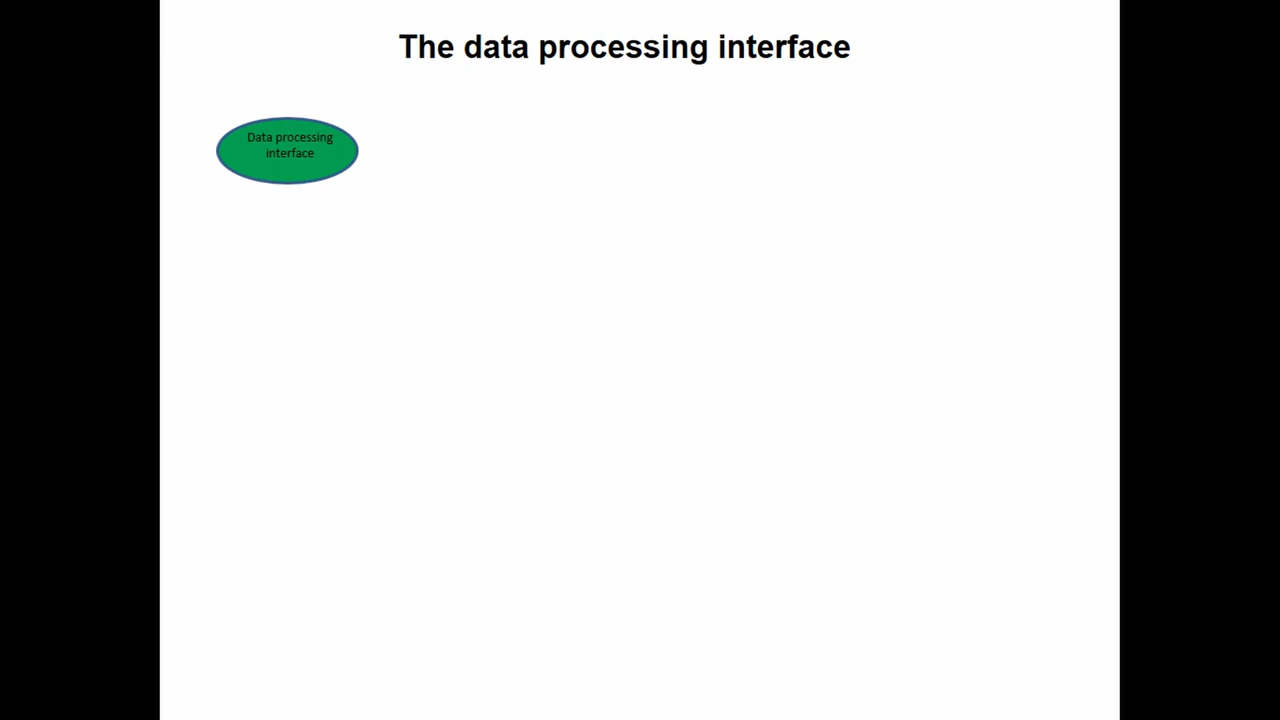 The data processing interface
Data processing
interface